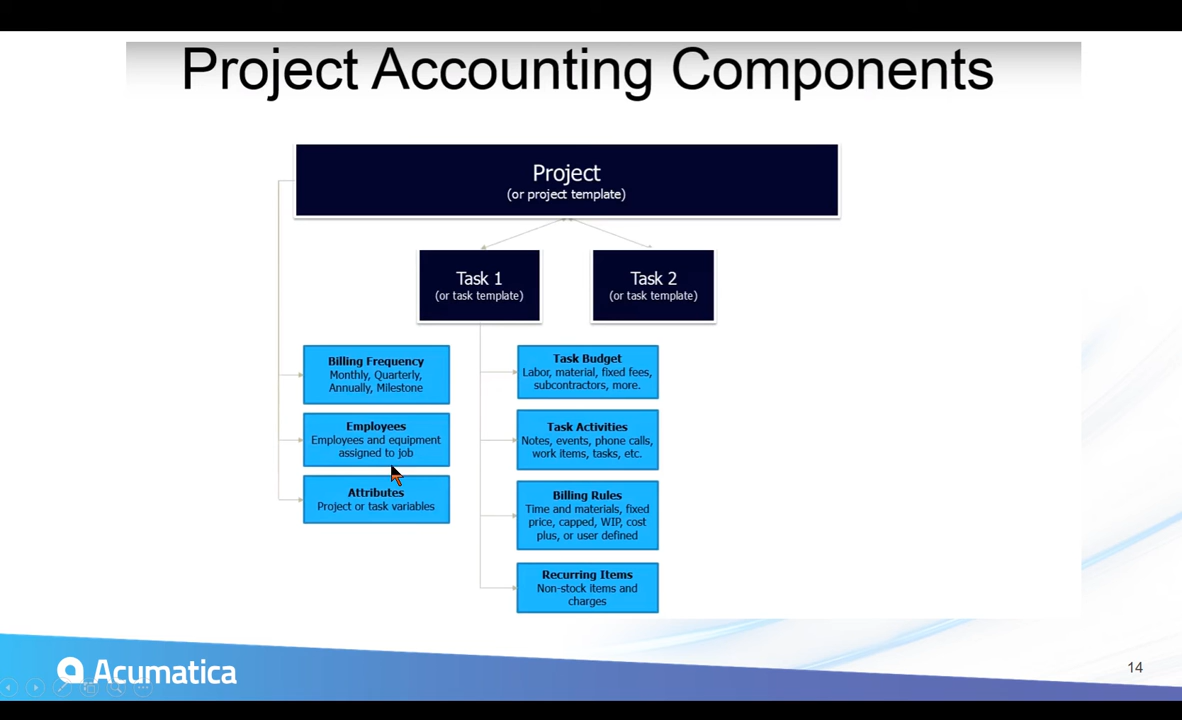 Project Accounting Components
Project
(or project template)
Task 1
(or task template)
Task 2
(or task template)
Billing Frequency
Monthly, Quarterly,
Annually, Milestone
Employees
Employees and equipment
assigned to job
Attributes
Project or task variables
Task Budget
Labor, material, fixed fees,
subcontractors, more.
Task Activities
Notes, events, phone calls,
work items, tasks, etc.
Billing Rules
Time and materials, fixed
price, capped, WIP, cost
plus, or user defined
Recurring Items
Non-stock items and
charges
Acumatica
14